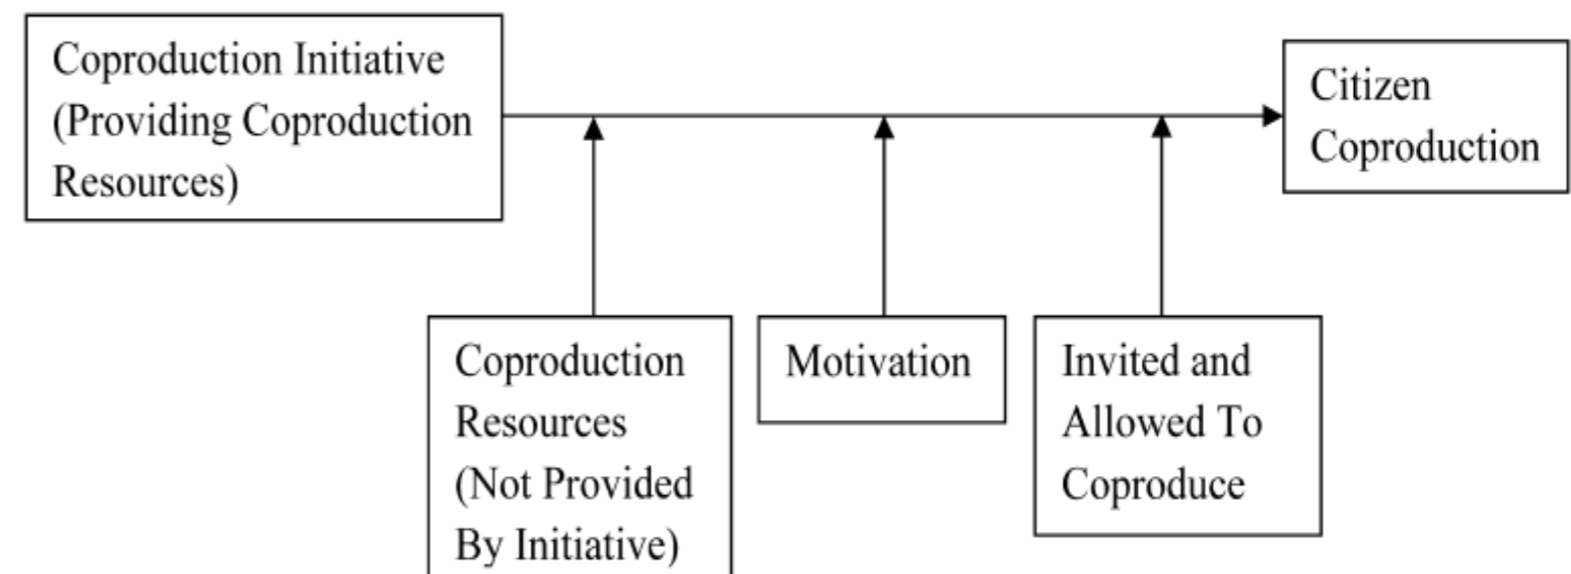 Coproduction Initiative
(Providing Coproduction
Resources)
Citizen
Coproduction
Coproduction
Resources
(Not Provided
By Initiative)
Motivation
Invited and
Allowed To
Coproduce